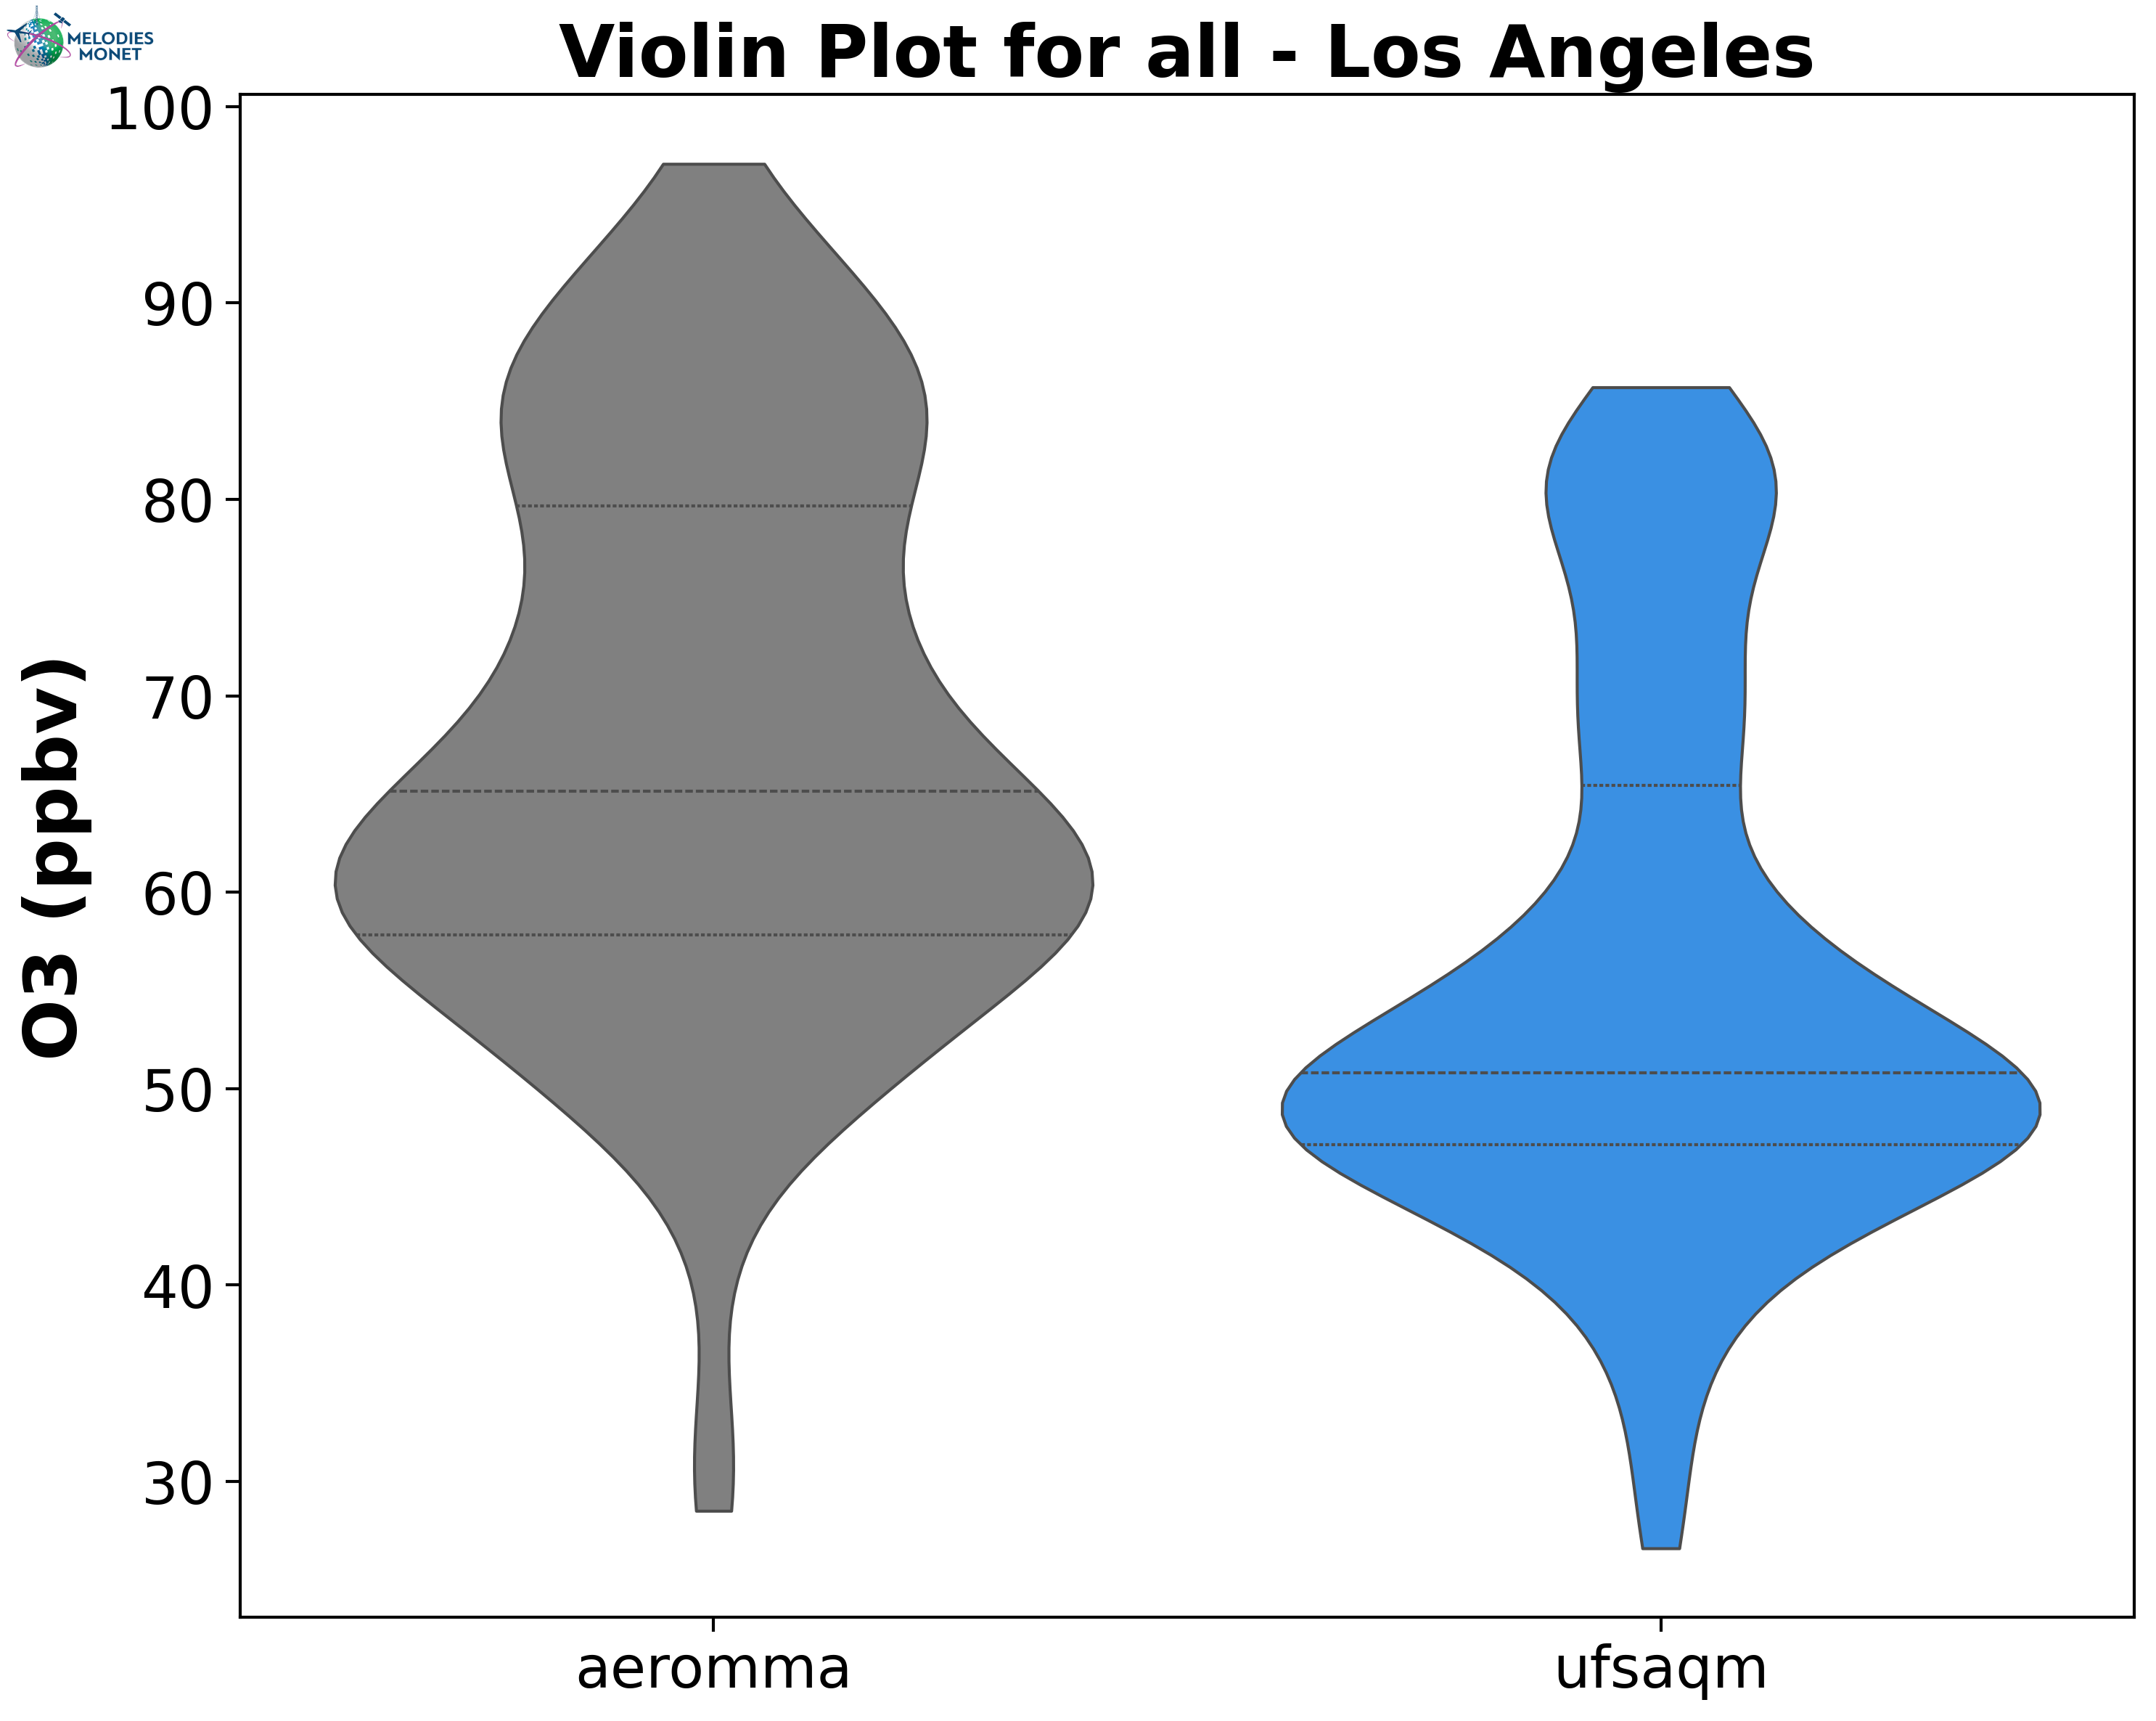 MELODIES
MONET
Violin Plot for all - Los Angeles
O3 (ppbv)
100
90
80
70
60
50
40
30
aeromma
ufsaqm